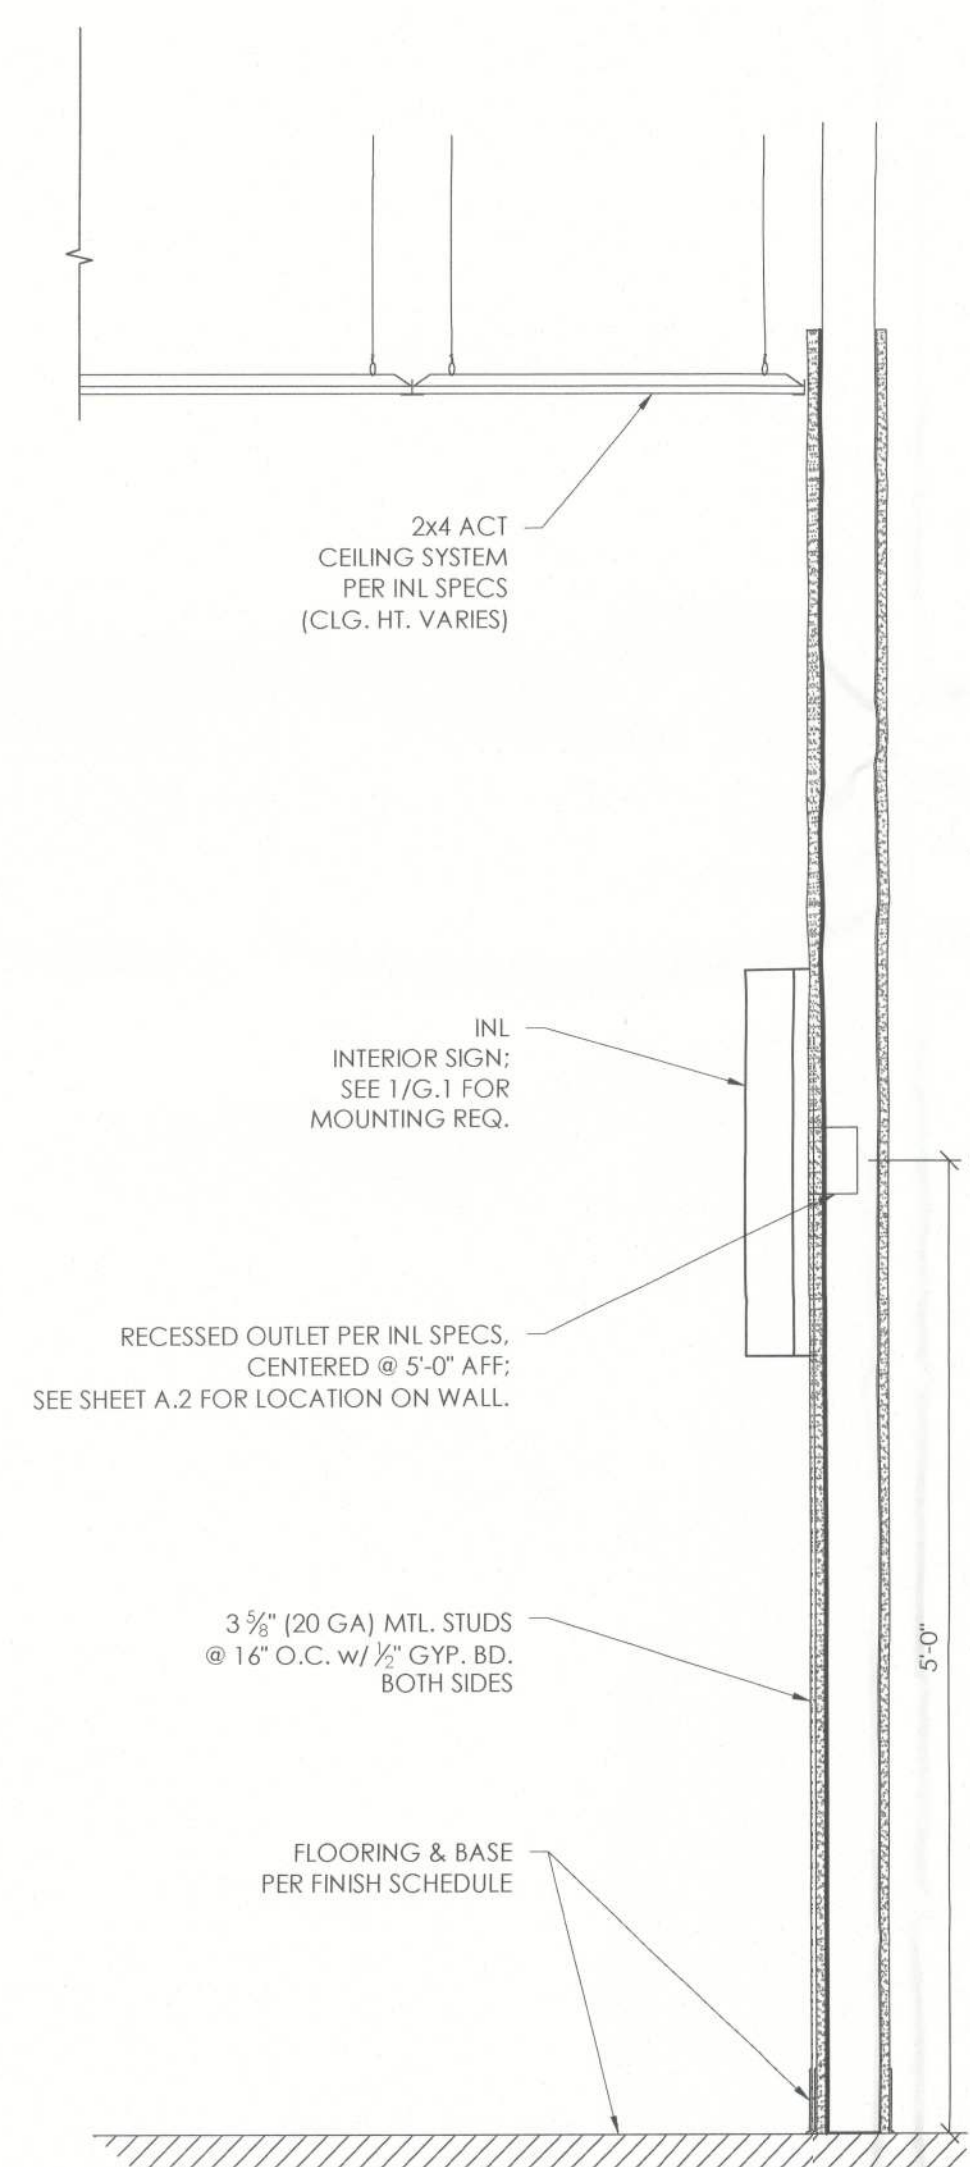 2x4 ACT
CEILING SYSTEM
PER INL SPECS
(CLG. HT. VARIES)
INL
INTERIOR SIGN;
SEE 1/G.1 FOR
MOUNTING REQ.
RECESSED OUTLET PER INL SPECS,
CENTERED @ 5'-0" AFF;
SEE SHEET A.2 FOR LOCATION ON WALL.
3 ⅝" (20 GA) MTL. STUDS
@ 16" O.C. w/ ½" GYP. BD.
BOTH SIDES
5'-0"
FLOORING & BASE
PER FINISH SCHEDULE